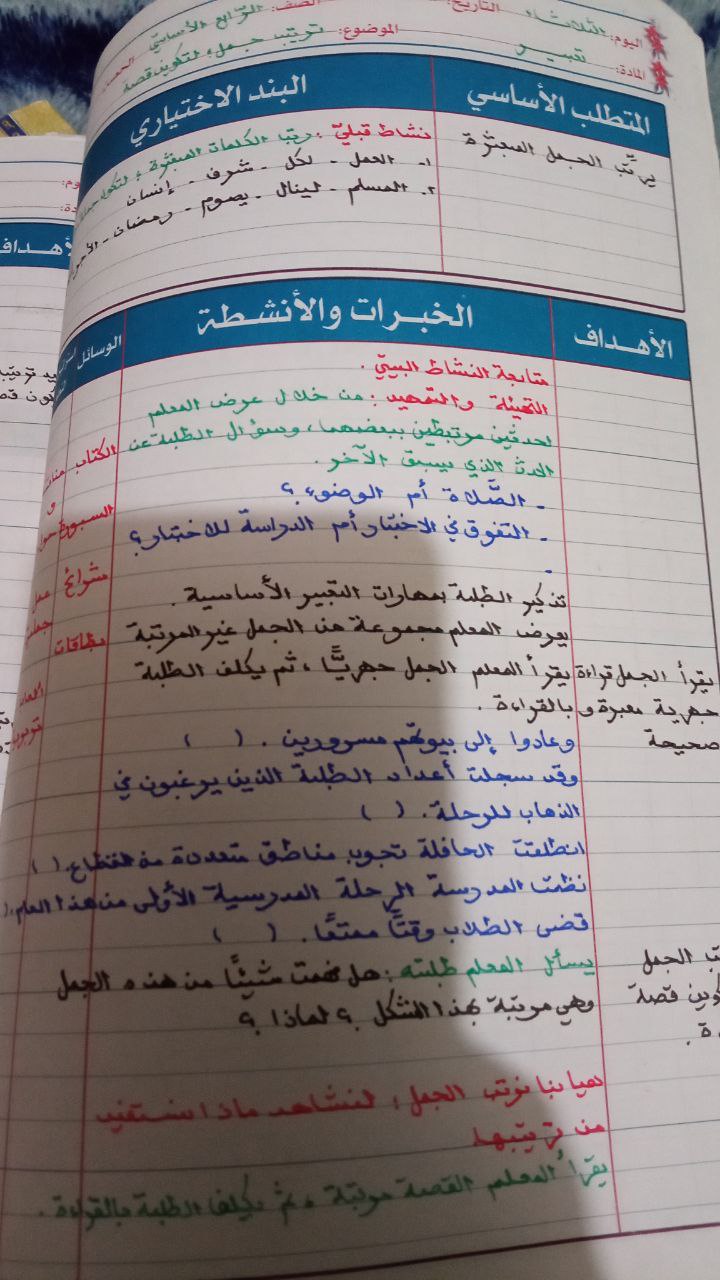 اليوم: الثلاثاء التاريخ: الصف: الرابع الأساسي
المادة: تعبير الموضوع: ترتيب جمل لتكوين قصة
المتطلب الأساسي
البند الاختياري
يرتب الجمل المبعثرة
نشاط قبلي: رتب الكلمات المبعثرة؛
١. العمل - لكل - شرف - إنسان
٢. المسلم - لينال - يصوم - رمضان -
الأهداف
الخبرات والأنشطة
الوسائل
متابعة النشاط البيتي.
التهيئة والتمهيد: من خلال عرض المعلم
لحدثين مرتبطين ببعضهما، وسؤال الطلبة عن
الحدث الذي يسبق الآخر.
- الصَّلاة أم الوضوء؟
- التفوق في الاختبار أم الدراسة للاختبار؟
-
تذكير الطلبة بمهارات التعبير الأساسية.
يعرض المعلم مجموعة من الجمل غير المرتبة
يقرأ المعلم الجمل جهريًّا، ثم يكلف الطلبة
بالقراءة.
وعادوا إلى بيوتهم مسرورين. ( )
وقد سجلت أعداد الطلبة الذين يرغبون في
الذهاب للرحلة. ( )
انطلقت الحافلة تجوب مناطق متعددة من القطاع. ( )
نظمت المدرسة الرحلة المدرسية الأولى من هذا العام. (
قضى الطلاب وقتًا ممتعًا. ( )
يسأل المعلم طلبته: هل فهمت شيئًا من هذه الجمل
وهي مرتبة بهذا الشكل؟ لماذا؟
هيا بنا نرتب الجمل؛ لنشاهد ماذا نستفيد
من ترتيبها
يقرأ المعلم القصة مرتبة، ثم يكلف الطلبة بالقراءة.
يقرأ الجمل قراءة
جهرية معبرة و
صحيحة
الجمل
قصة
الكتاب
السبورة
شرائح
بطاقات